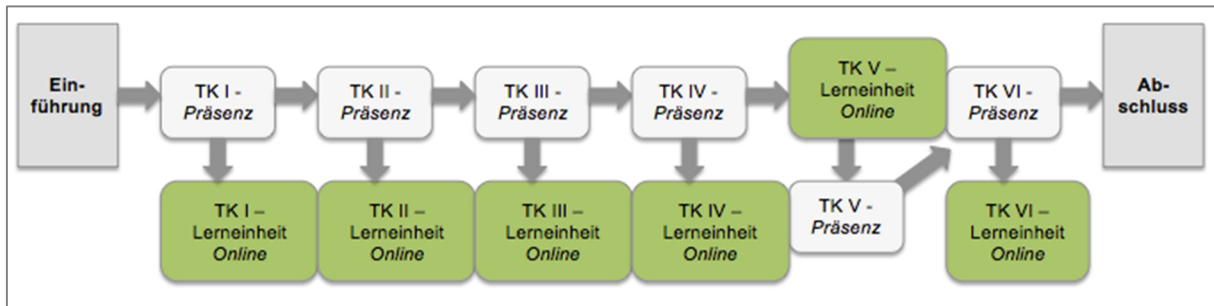 Ein-
führung
TK I -
Präsenz
TK II -
Präsenz
TK III -
Präsenz
TK IV -
Präsenz
TK V –
Lerneinheit
Online
TK VI -
Präsenz
Ab-
schluss
TK I –
Lerneinheit
Online
TK II –
Lerneinheit
Online
TK III –
Lerneinheit
Online
TK IV –
Lerneinheit
Online
TK V -
Präsenz
TK VI –
Lerneinheit
Online